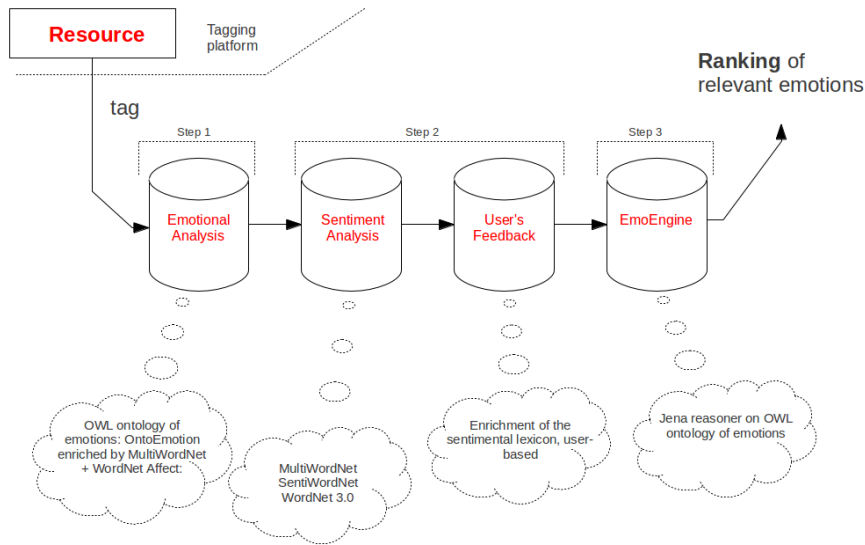 Resource
Tagging
platform
Ranking of
relevant emotions
tag
Step 1
Step 2
Step 3
Emotional
Analysis
Sentiment
Analysis
User's
Feedback
EmoEngine
OWL ontology of
emotions: OntoEmotion
enriched by MultiWordNet
+ WordNet Affect:
MultiWordNet
SentiWordNet
WordNet 3.0
Enrichment of the
sentimental lexicon, user-
based
Jena reasoner on OWL
ontology of emotions